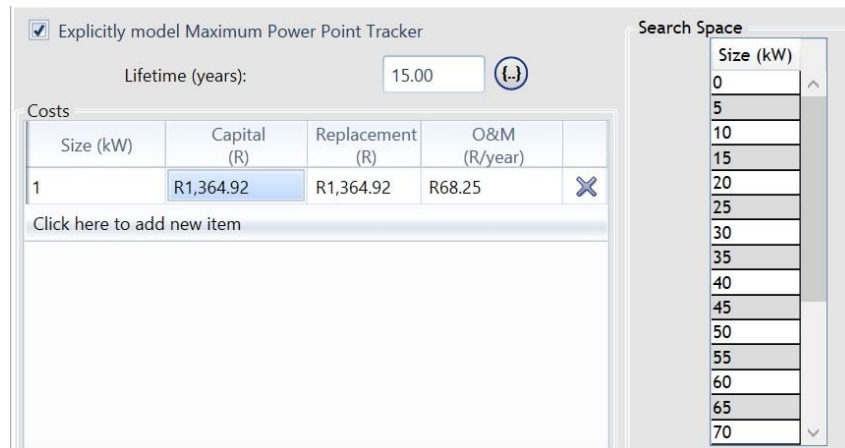 Explicitly model Maximum Power Point Tracker
Lifetime (years): 15.00 {..}
Costs
Size (kW) Capital (R) Replacement (R) O&M (R/year)
1 R1,364.92 R1,364.92 R68.25
Click here to add new item
Search Space
Size (kW)
0
5
10
15
20
25
30
35
40
45
50
55
60
65
70